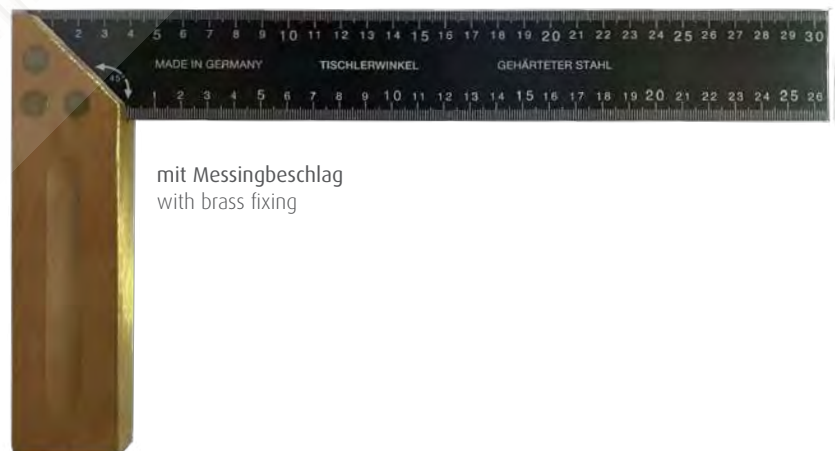 2 3 4 5 6 7 8 9 10 11 12 13 14 15 16 17 18 19 20 21 22 23 24 25 26 27 28 29 30
MADE IN GERMANY TISCHLERWINKEL GEHÄRTETER STAHL
45°
1 2 3 4 5 6 7 8 9 10 11 12 13 14 15 16 17 18 19 20 21 22 23 24 25 26
mit Messingbeschlag
with brass fixing